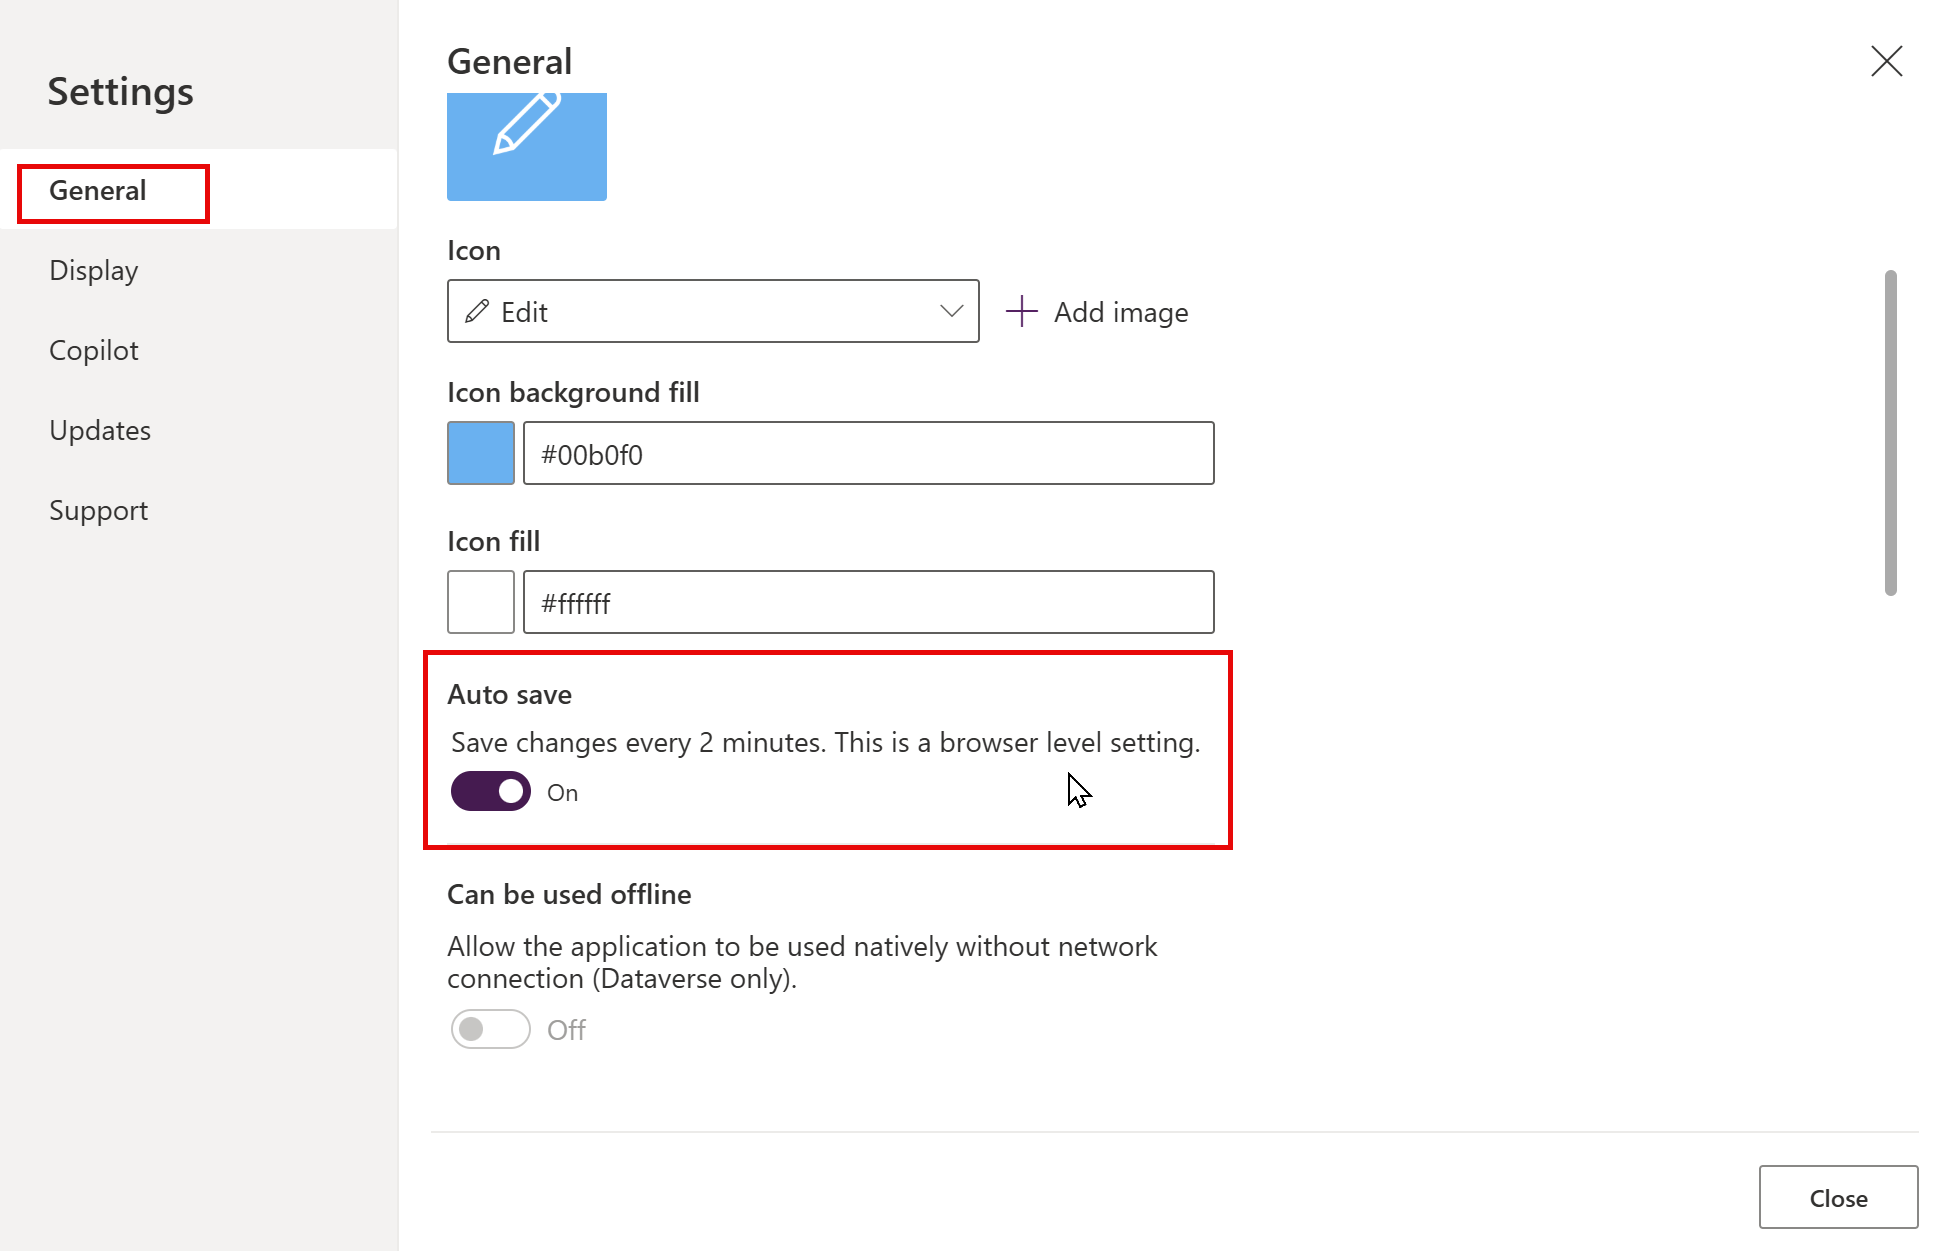 Settings
General
Display
Copilot
Updates
Support
General
Icon
Edit
Add image
Icon background fill
#00b0f0
Icon fill
#ffffff
Auto save
Save changes every 2 minutes. This is a browser level setting.
On
Can be used offline
Allow the application to be used natively without network
connection (Dataverse only).
Off
Close